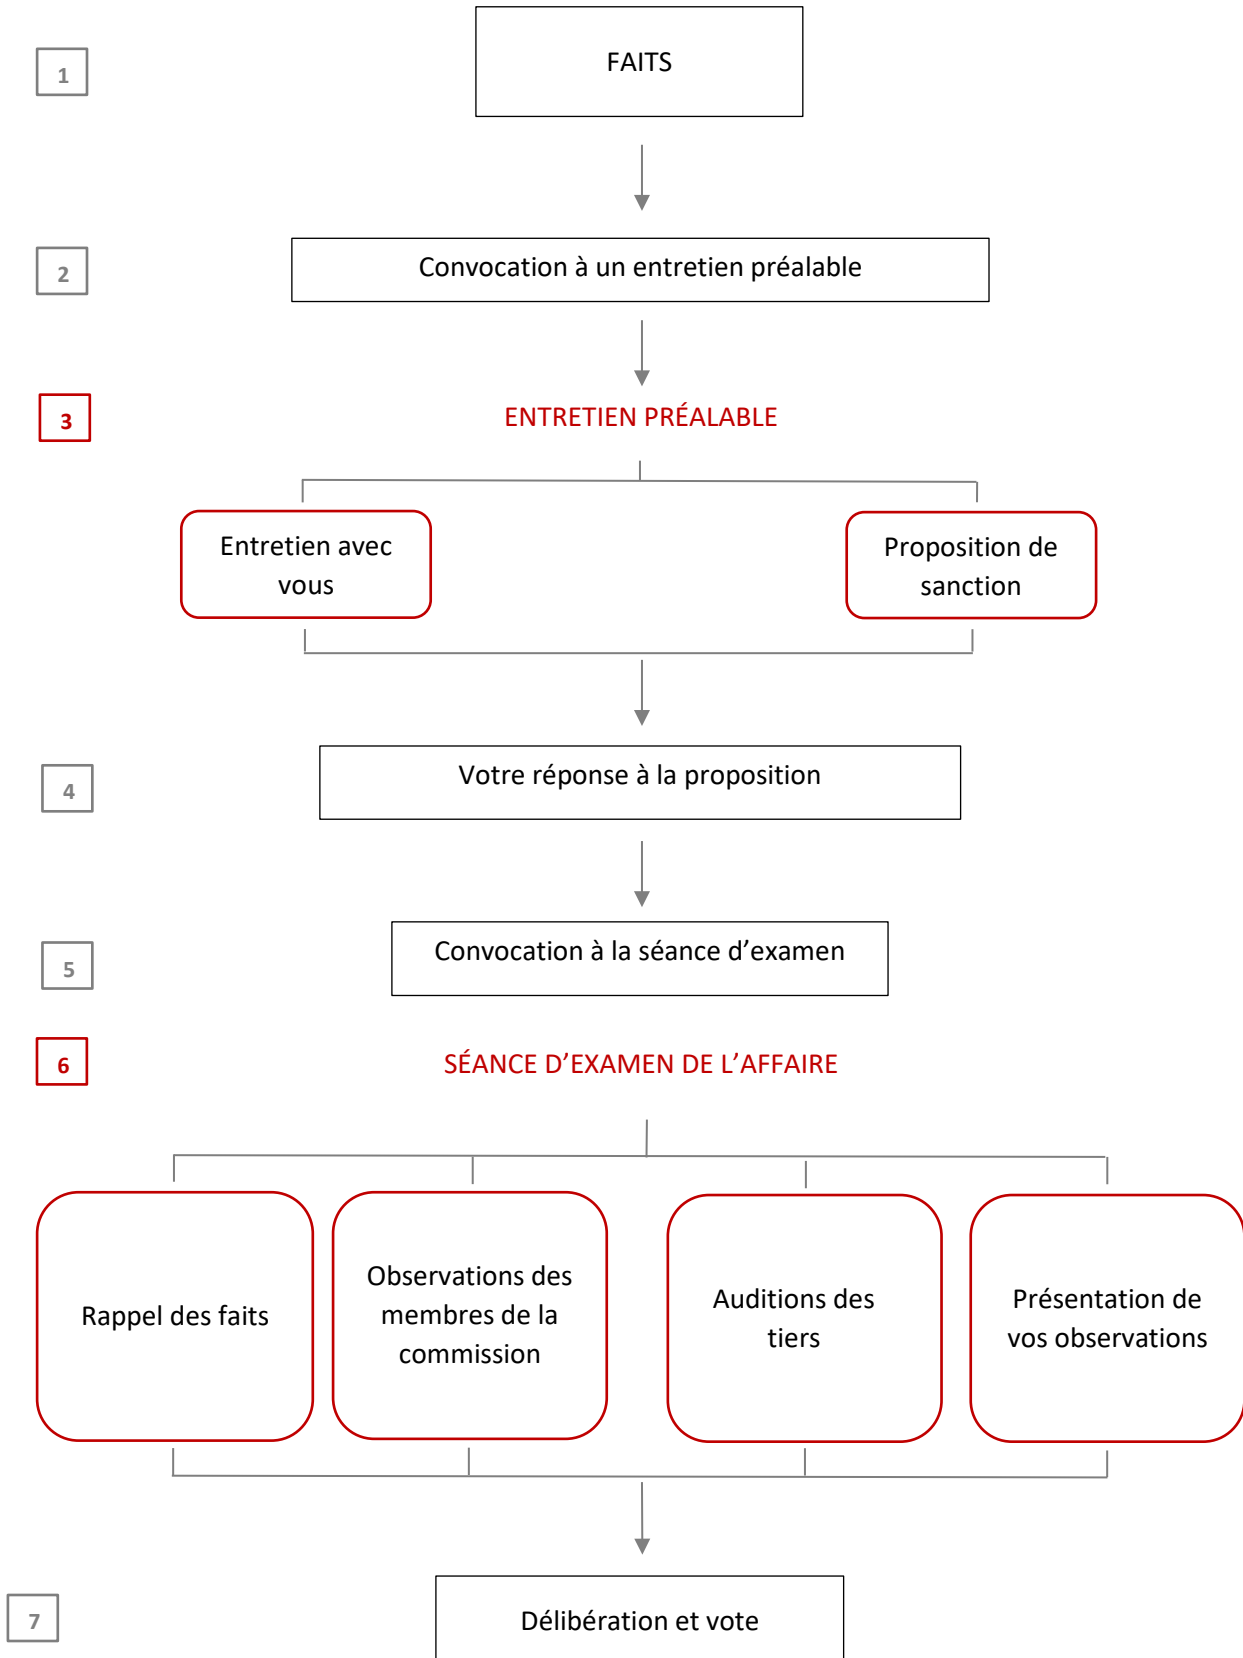 1
FAITS
2
Convocation à un entretien préalable
3
ENTRETIEN PRÉALABLE
Entretien avec
vous
Proposition de
sanction
4
Votre réponse à la proposition
5
Convocation à la séance d’examen
6
SÉANCE D’EXAMEN DE L’AFFAIRE
Rappel des faits
Observations des
membres de la
commission
Auditions des
tiers
Présentation de
vos observations
7
Délibération et vote